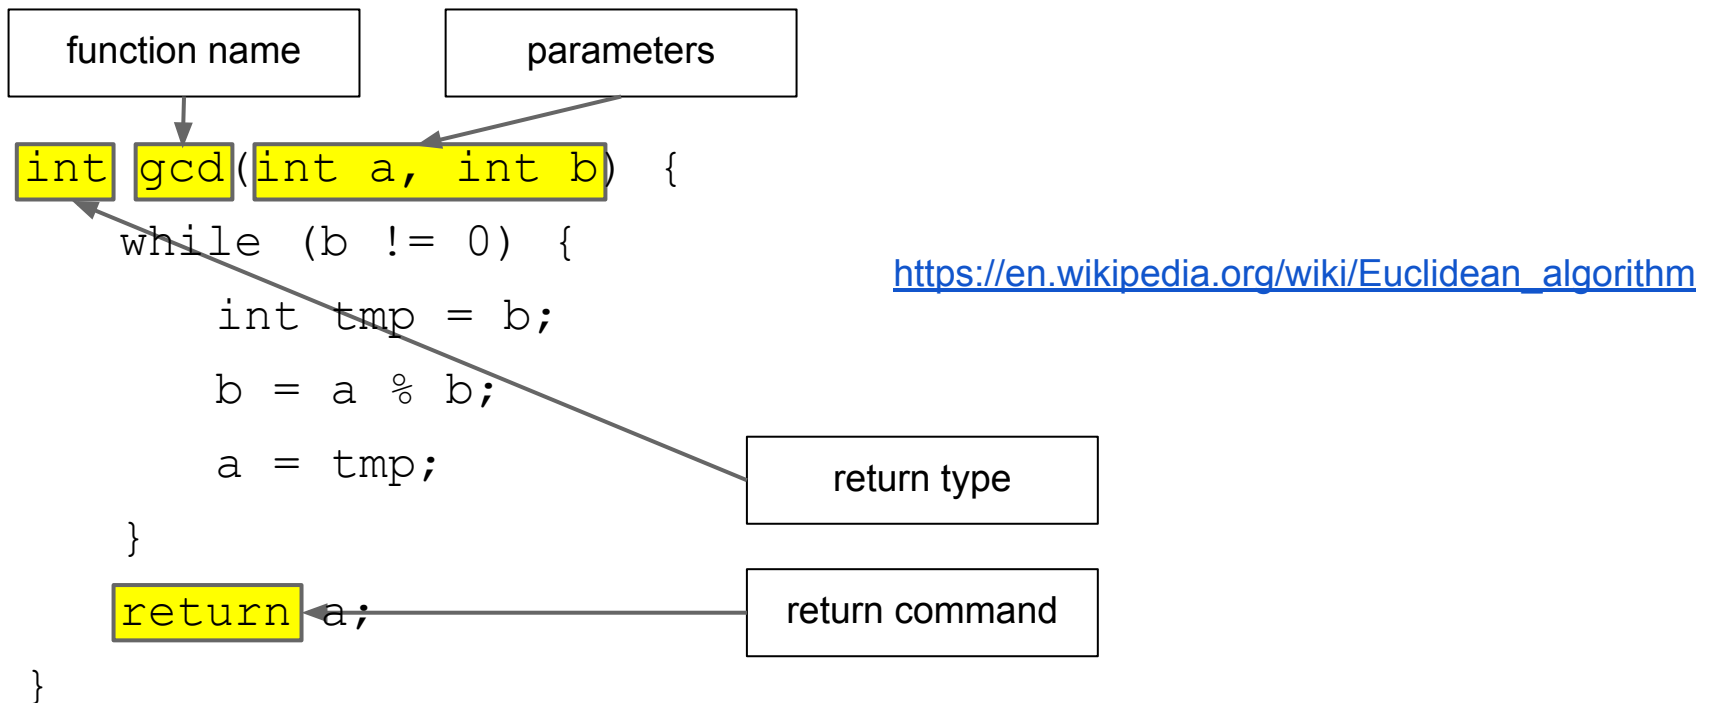 function name
parameters
int gcd(int a, int b) {
while (b != 0) {
https://en.wikipedia.org/wiki/Euclidean_algorithm
int tmp = b;
b = a % b;
a = tmp;
return type
}
return a;
return command
}